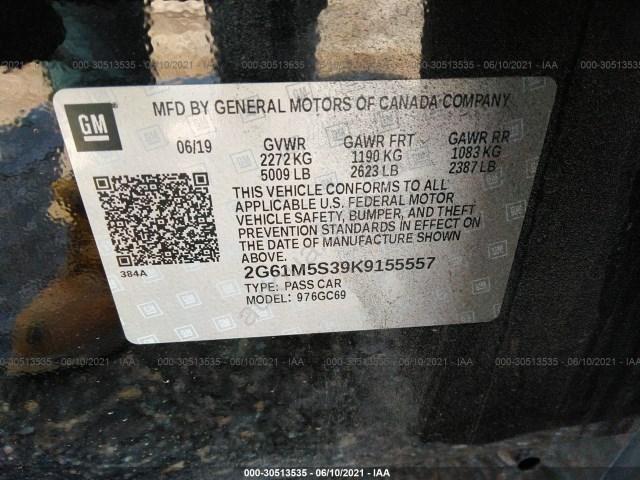 000-30513535 - 06/10/2021 - IAA
000-30513535 - 06/10/2021 - IAA
000-30513535 - 06/10/2021 - IAA
GM
MFD BY GENERAL MOTORS OF CANADA COMPANY
06/19 GVWR GAWR FRT GAWR RR
2272 KG 1190 KG 1083 KG
5009 LB 2623 LB 2387 LB
THIS VEHICLE CONFORMS TO ALL
APPLICABLE U.S. FEDERAL MOTOR
VEHICLE SAFETY, BUMPER, AND THEFT
PREVENTION STANDARDS IN EFFECT ON
THE DATE OF MANUFACTURE SHOWN
ABOVE.
384A
2G61M5S39K9155557
TYPE: PASS CAR
MODEL: 976GC69
000-30513535 - 06/10/2021 - IAA
000-30513535 - 06/10/2021 - IAA
000-30513535 - 06/10/2021 - IAA
000-30513535 - 06/10/2021 - IAA